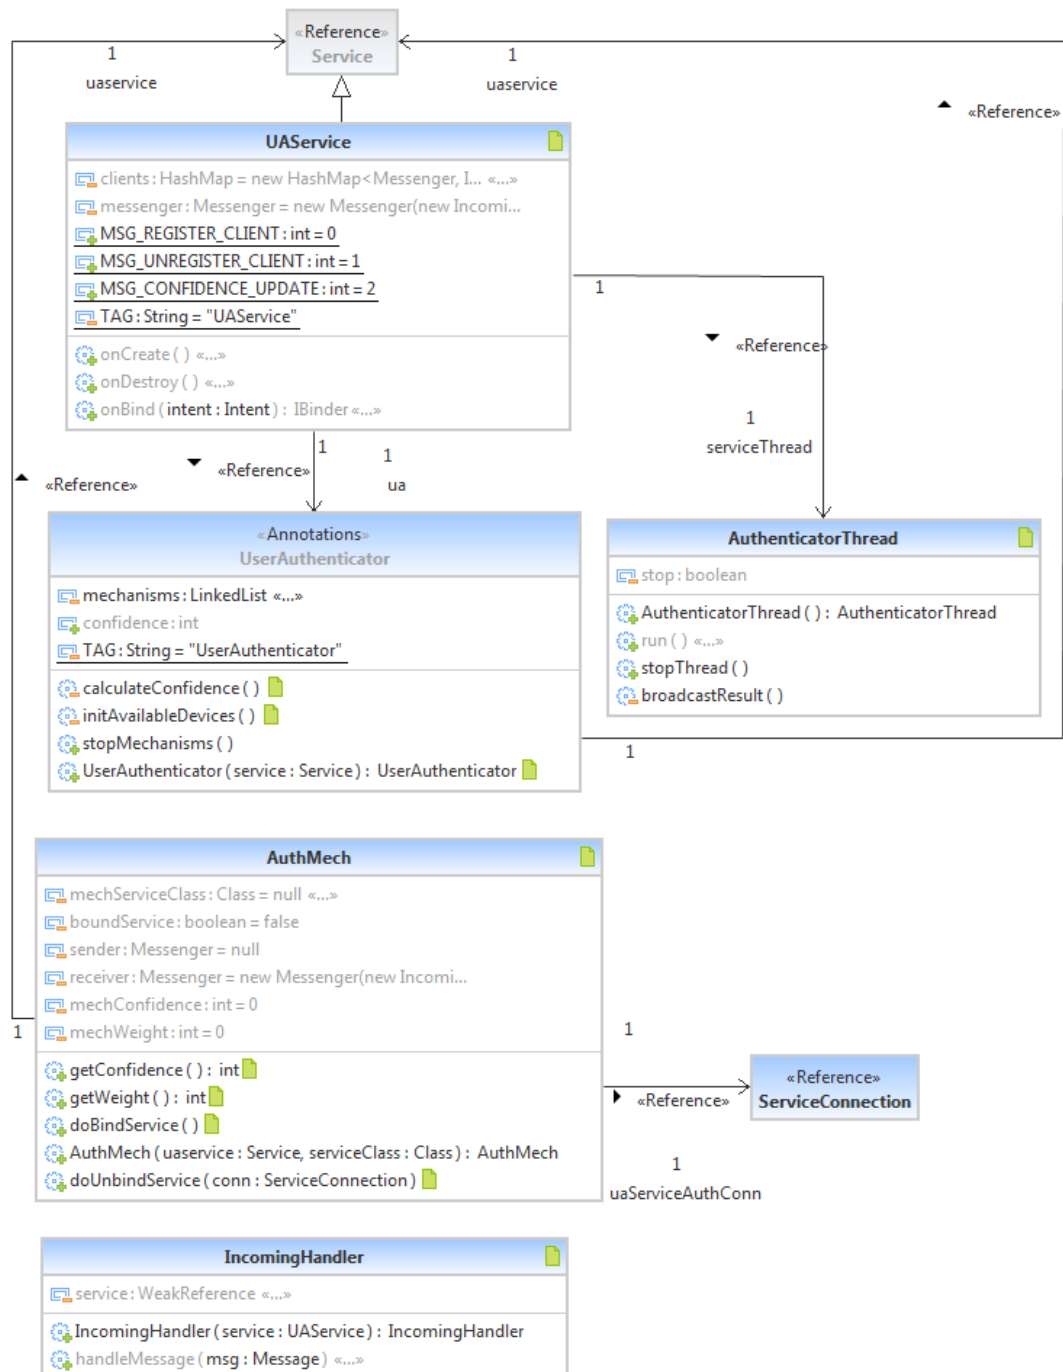 «Reference»
Service
1
uaservice
1
uaservice
«Reference»
UAService
clients : HashMap = new HashMap<Messenger, I... «...»
messenger : Messenger = new Messenger(new Incomi...
MSG_REGISTER_CLIENT : int = 0
MSG_UNREGISTER_CLIENT : int = 1
MSG_CONFIDENCE_UPDATE : int = 2
TAG : String = "UAService"
onCreate ( ) «...»
onDestroy ( ) «...»
onBind ( intent : Intent ) : IBinder «...»
1
«Reference»
1
serviceThread
1
1
«Reference»
ua
«Reference»
«Annotations»
UserAuthenticator
mechanisms : LinkedList «...»
confidence : int
TAG : String = "UserAuthenticator"
calculateConfidence ( )
initAvailableDevices ( )
stopMechanisms ( )
UserAuthenticator ( service : Service ) : UserAuthenticator
AuthenticatorThread
stop : boolean
AuthenticatorThread ( ) : AuthenticatorThread
run ( ) «...»
stopThread ( )
broadcastResult ( )
1
AuthMech
mechServiceClass : Class = null «...»
boundService : boolean = false
sender : Messenger = null
receiver : Messenger = new Messenger(new Incomi...
mechConfidence : int = 0
mechWeight : int = 0
getConfidence ( ) : int
getWeight ( ) : int
doBindService ( )
AuthMech ( uaservice : Service, serviceClass : Class ) : AuthMech
doUnbindService ( conn : ServiceConnection )
1
1
«Reference»
«Reference»
ServiceConnection
1
uaServiceAuthConn
IncomingHandler
service : WeakReference «...»
IncomingHandler ( service : UAService ) : IncomingHandler
handleMessage ( msg : Message ) «...»